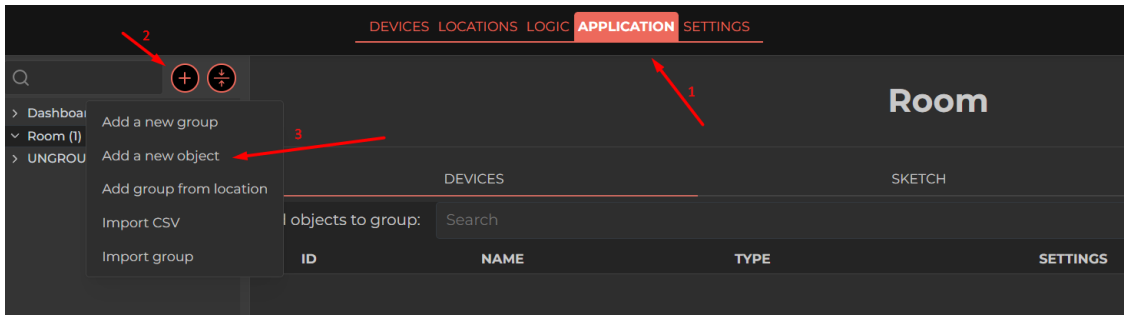 DEVICES LOCATIONS LOGIC APPLICATION SETTINGS
2
1
Room
> Dashboar
Room (1)
> UNGROU
Add a new group
Add a new object
3
Add group from location
Import CSV
Import group
DEVICES SKETCH
objects to group: Search
ID NAME TYPE SETTINGS